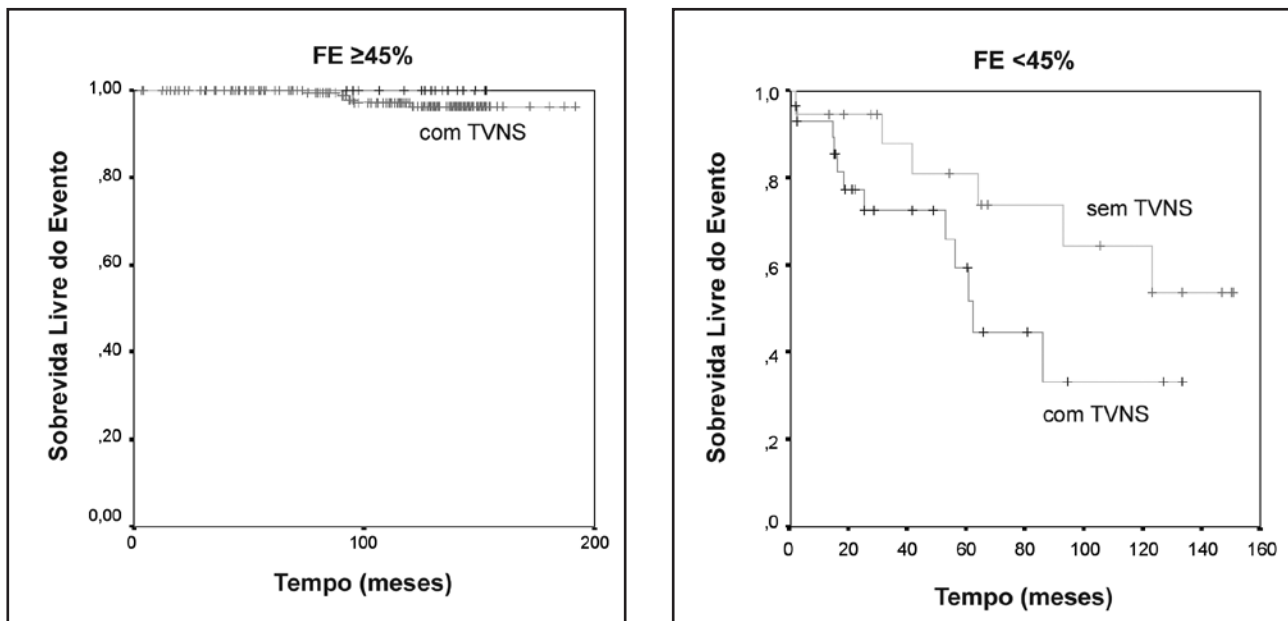 FE ≥45%
1,00
,80
,60
,40
,20
0,00
0
100
200
com TVNS
Sobrevida Livre do Evento
Tempo (meses)
FE <45%
1,0
,8
,6
,4
,2
,0
0
20
40
60
80
100
120
140
160
sem TVNS
com TVNS
Sobrevida Livre do Evento
Tempo (meses)